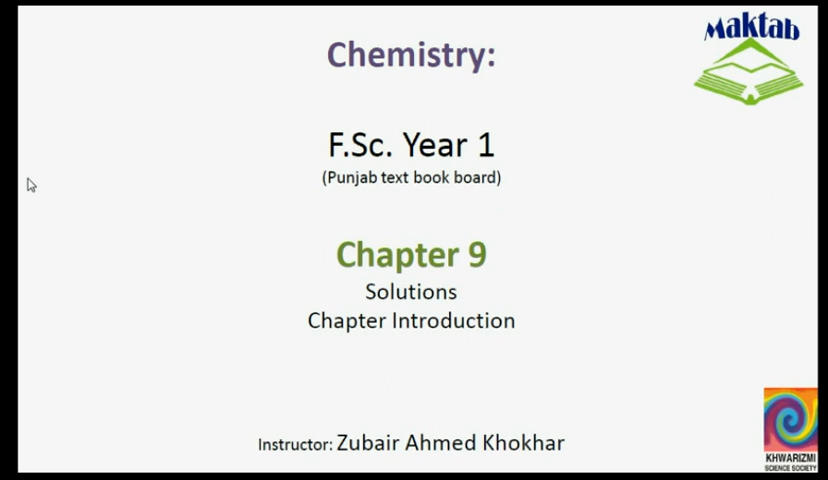 Maktab
Chemistry:
F.Sc. Year 1
(Punjab text book board)
Chapter 9
Solutions
Chapter Introduction
Instructor: Zubair Ahmed Khokhar
KHWARIZMI
SCIENCE SOCIETY